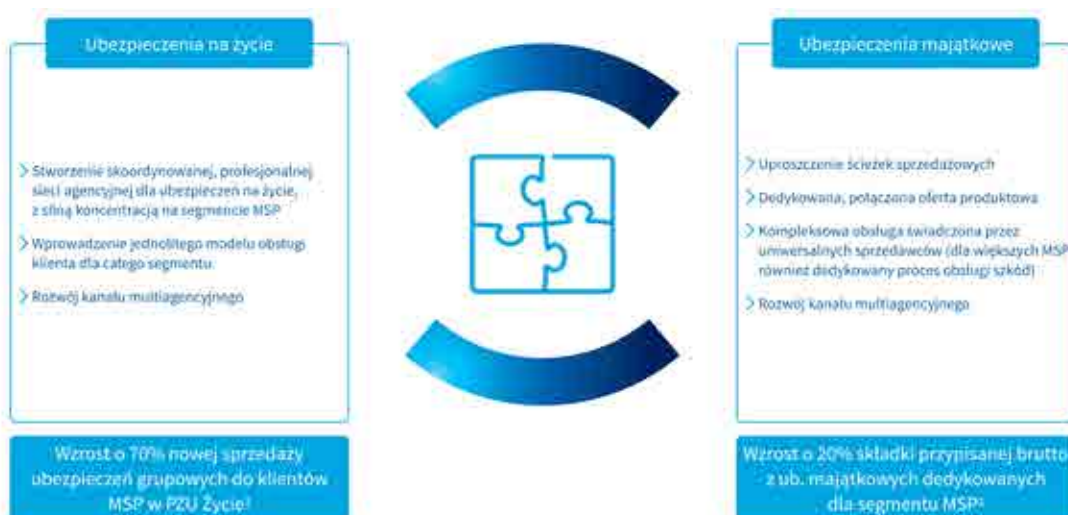 Ubezpieczenia na życie
Stworzenie skoordynowanej, profesjonalnej
sieci agencyjnej dla ubezpieczeń na życie,
z silną koncentracją na segmencie MSP
Wprowadzenie jednolitego modelu obsługi
klienta dla całego segmentu
Rozwój kanału multiagencyjnego
Wzrost o 70% nowej sprzedaży
ubezpieczeń grupowych do klientów
MSP w PZU Życie¹
Ubezpieczenia majątkowe
Uproszczenie ścieżek sprzedażowych
Dedykowana, połączona oferta produktowa
Kompleksowa obsługa świadczona przez
uniwersalnych sprzedawców (dla większych MSP
również dedykowany proces obsługi szkód)
Rozwój kanału multiagencyjnego
Wzrost o 20% składki przypisanej brutto
z ub. majątkowych dedykowanych
dla segmentu MSP²